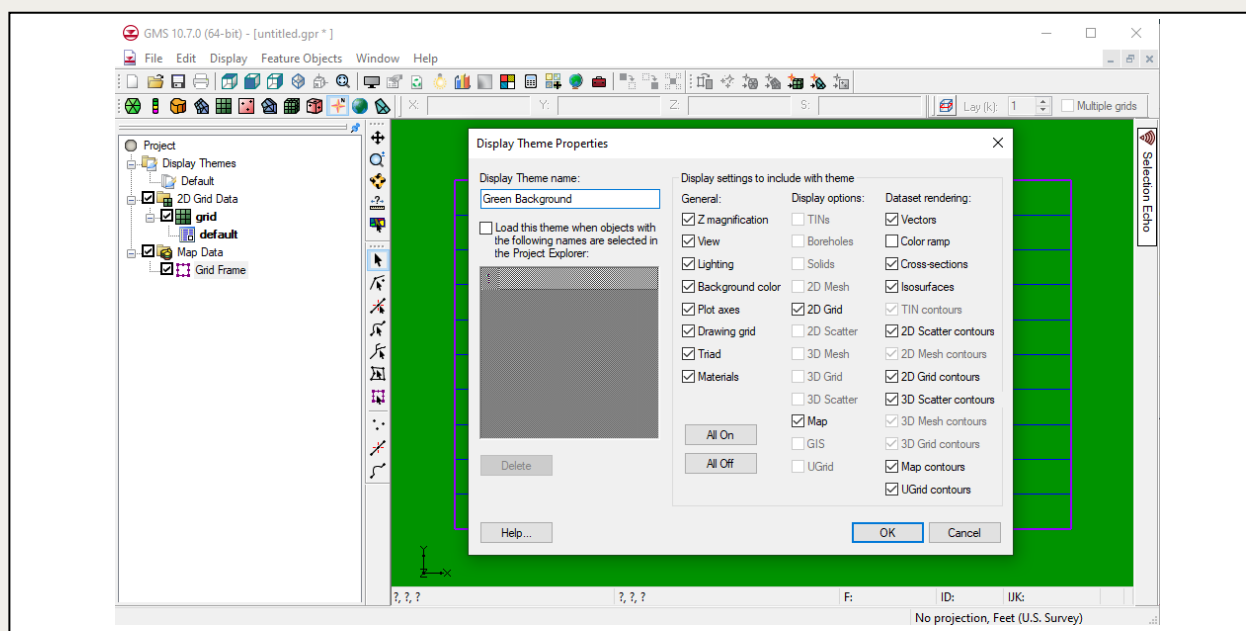 GMS 10.7.0 (64-bit) - [untitled.gpr * ]
File Edit Display Feature Objects Window Help
X: Y: Z: S: Lay (k): 1 Multiple grids
Project
Display Themes
Default
2D Grid Data
grid
default
Map Data
Grid Frame
-?-
Selection Echo
Display Theme Properties
Display Theme name:
Green Background
Load this theme when objects with
the following names are selected in
the Project Explorer:
Delete
Help...
Display settings to include with theme
General:
Z magnification
View
Lighting
Background color
Plot axes
Drawing grid
Triad
Materials
All On
All Off
Display options:
TINs
Boreholes
Solids
2D Mesh
2D Grid
2D Scatter
3D Mesh
3D Grid
3D Scatter
Map
GIS
UGrid
Dataset rendering:
Vectors
Color ramp
Cross-sections
Isosurfaces
TIN contours
2D Scatter contours
2D Mesh contours
2D Grid contours
3D Scatter contours
3D Mesh contours
3D Grid contours
Map contours
UGrid contours
OK Cancel
Y
Z X
?, ?, ? ?, ?, ? F: ID: IJK:
No projection, Feet (U.S. Survey)